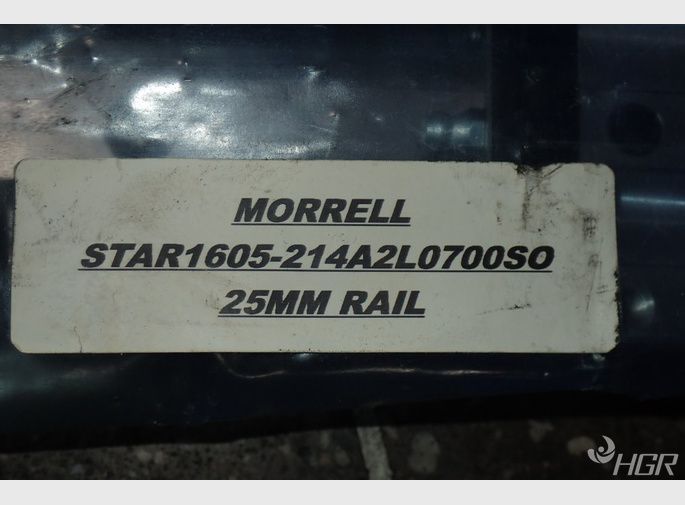 MORRELL
STAR1605-214A2L0700SO
25MM RAIL
HGR